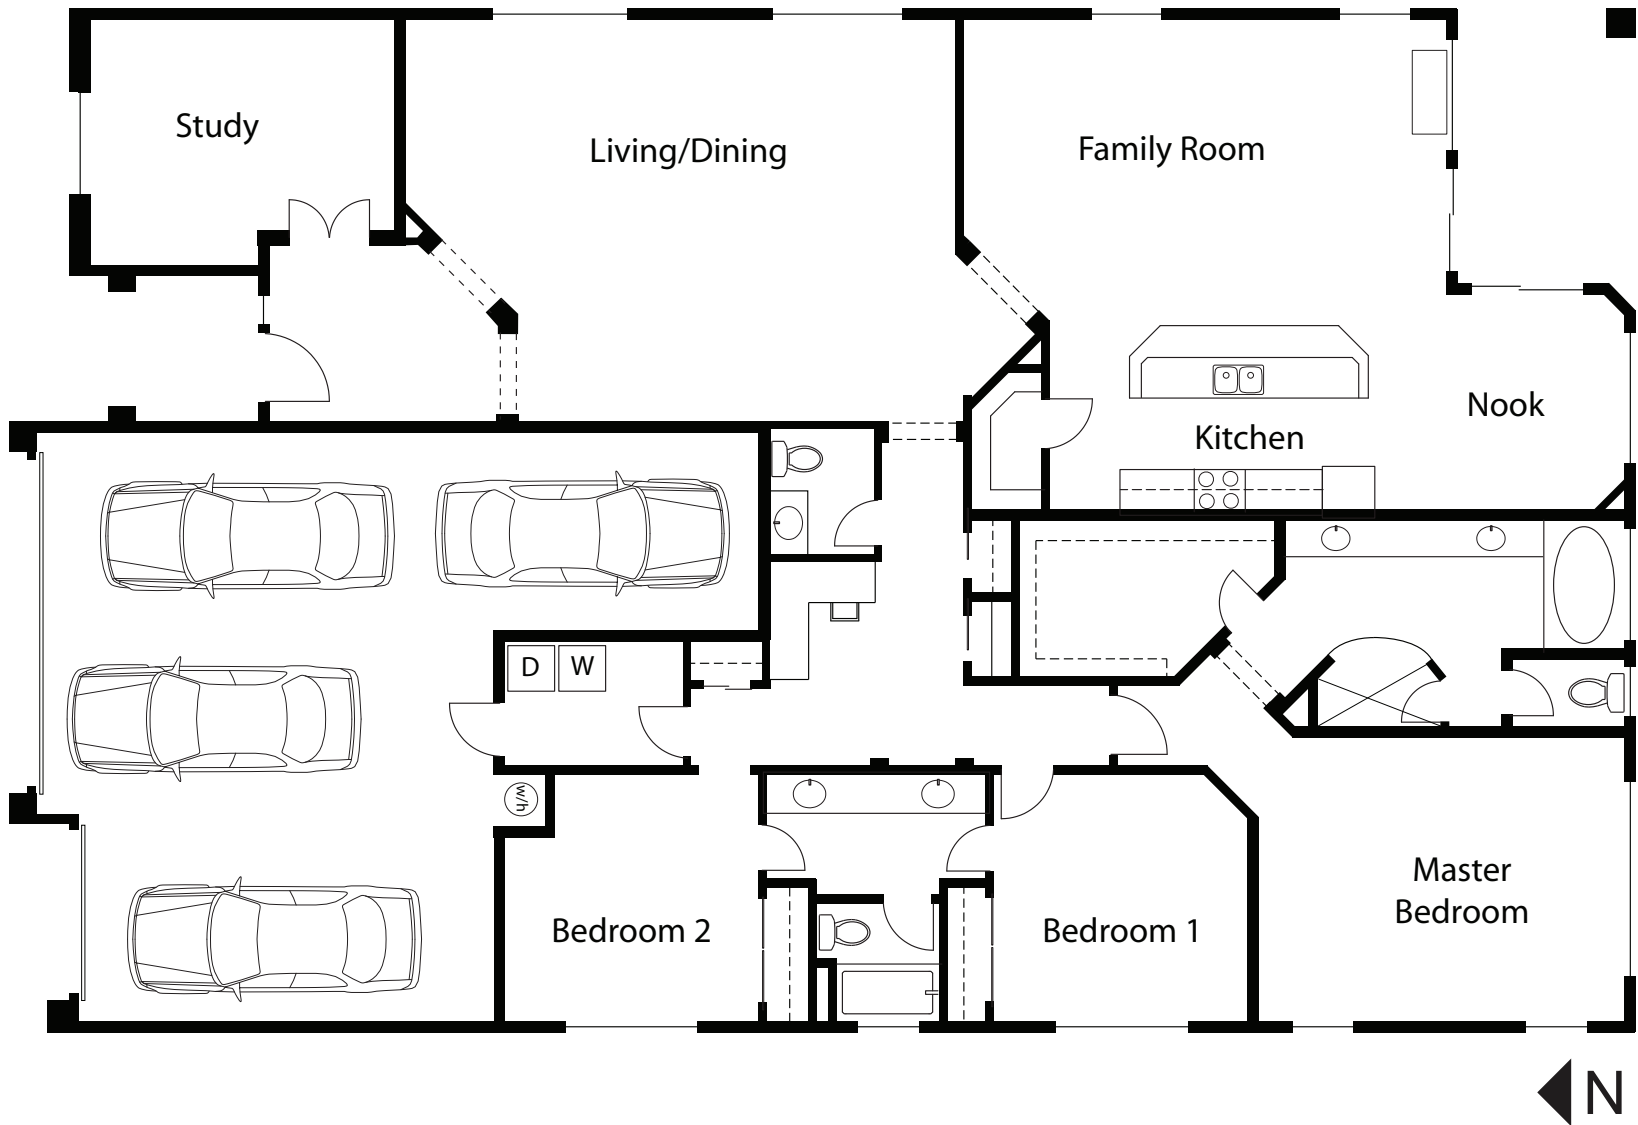 Study
Living/Dining
Family Room
Nook
Kitchen
D
W
w/h
Bedroom 2
Bedroom 1
Master
Bedroom
N